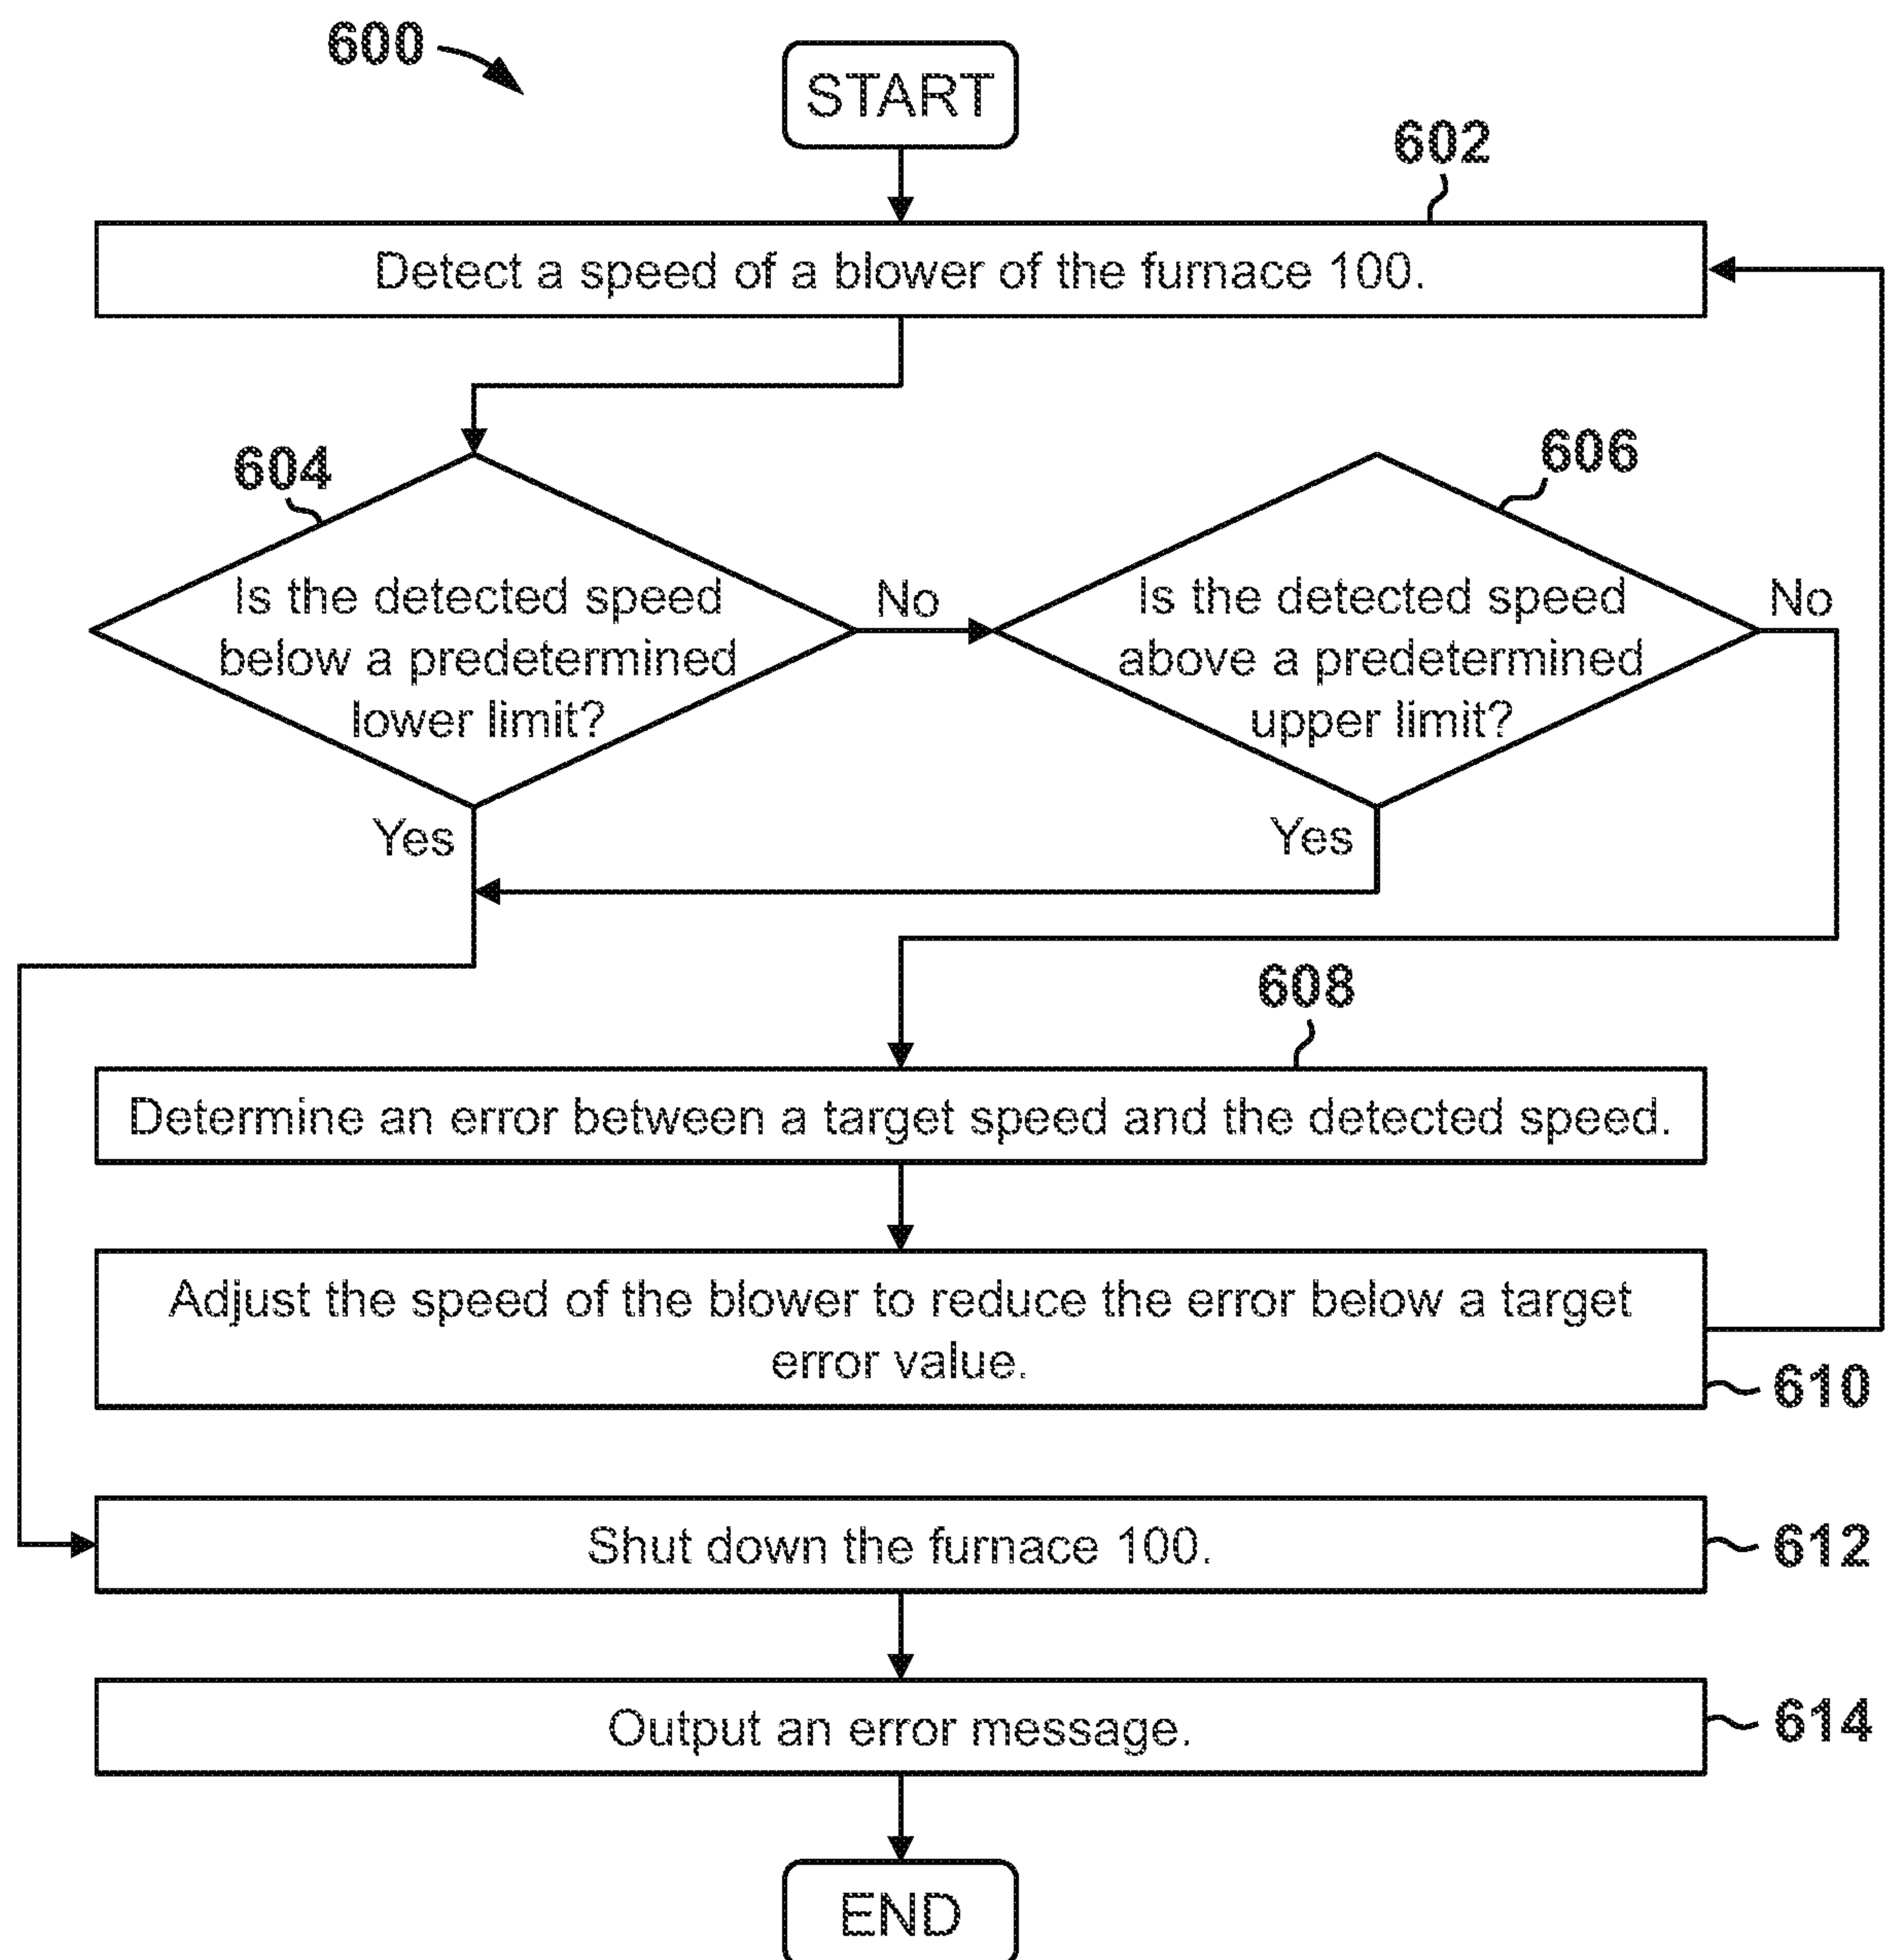 600
START
602
Detect a speed of a blower of the furnace 100.
604
606
Is the detected speed
below a predetermined
lower limit?
No
Is the detected speed
above a predetermined
upper limit?
No
Yes
Yes
608
Determine an error between a target speed and the detected speed.
Adjust the speed of the blower to reduce the error below a target
error value.
610
Shut down the furnace 100.
612
Output an error message.
614
END